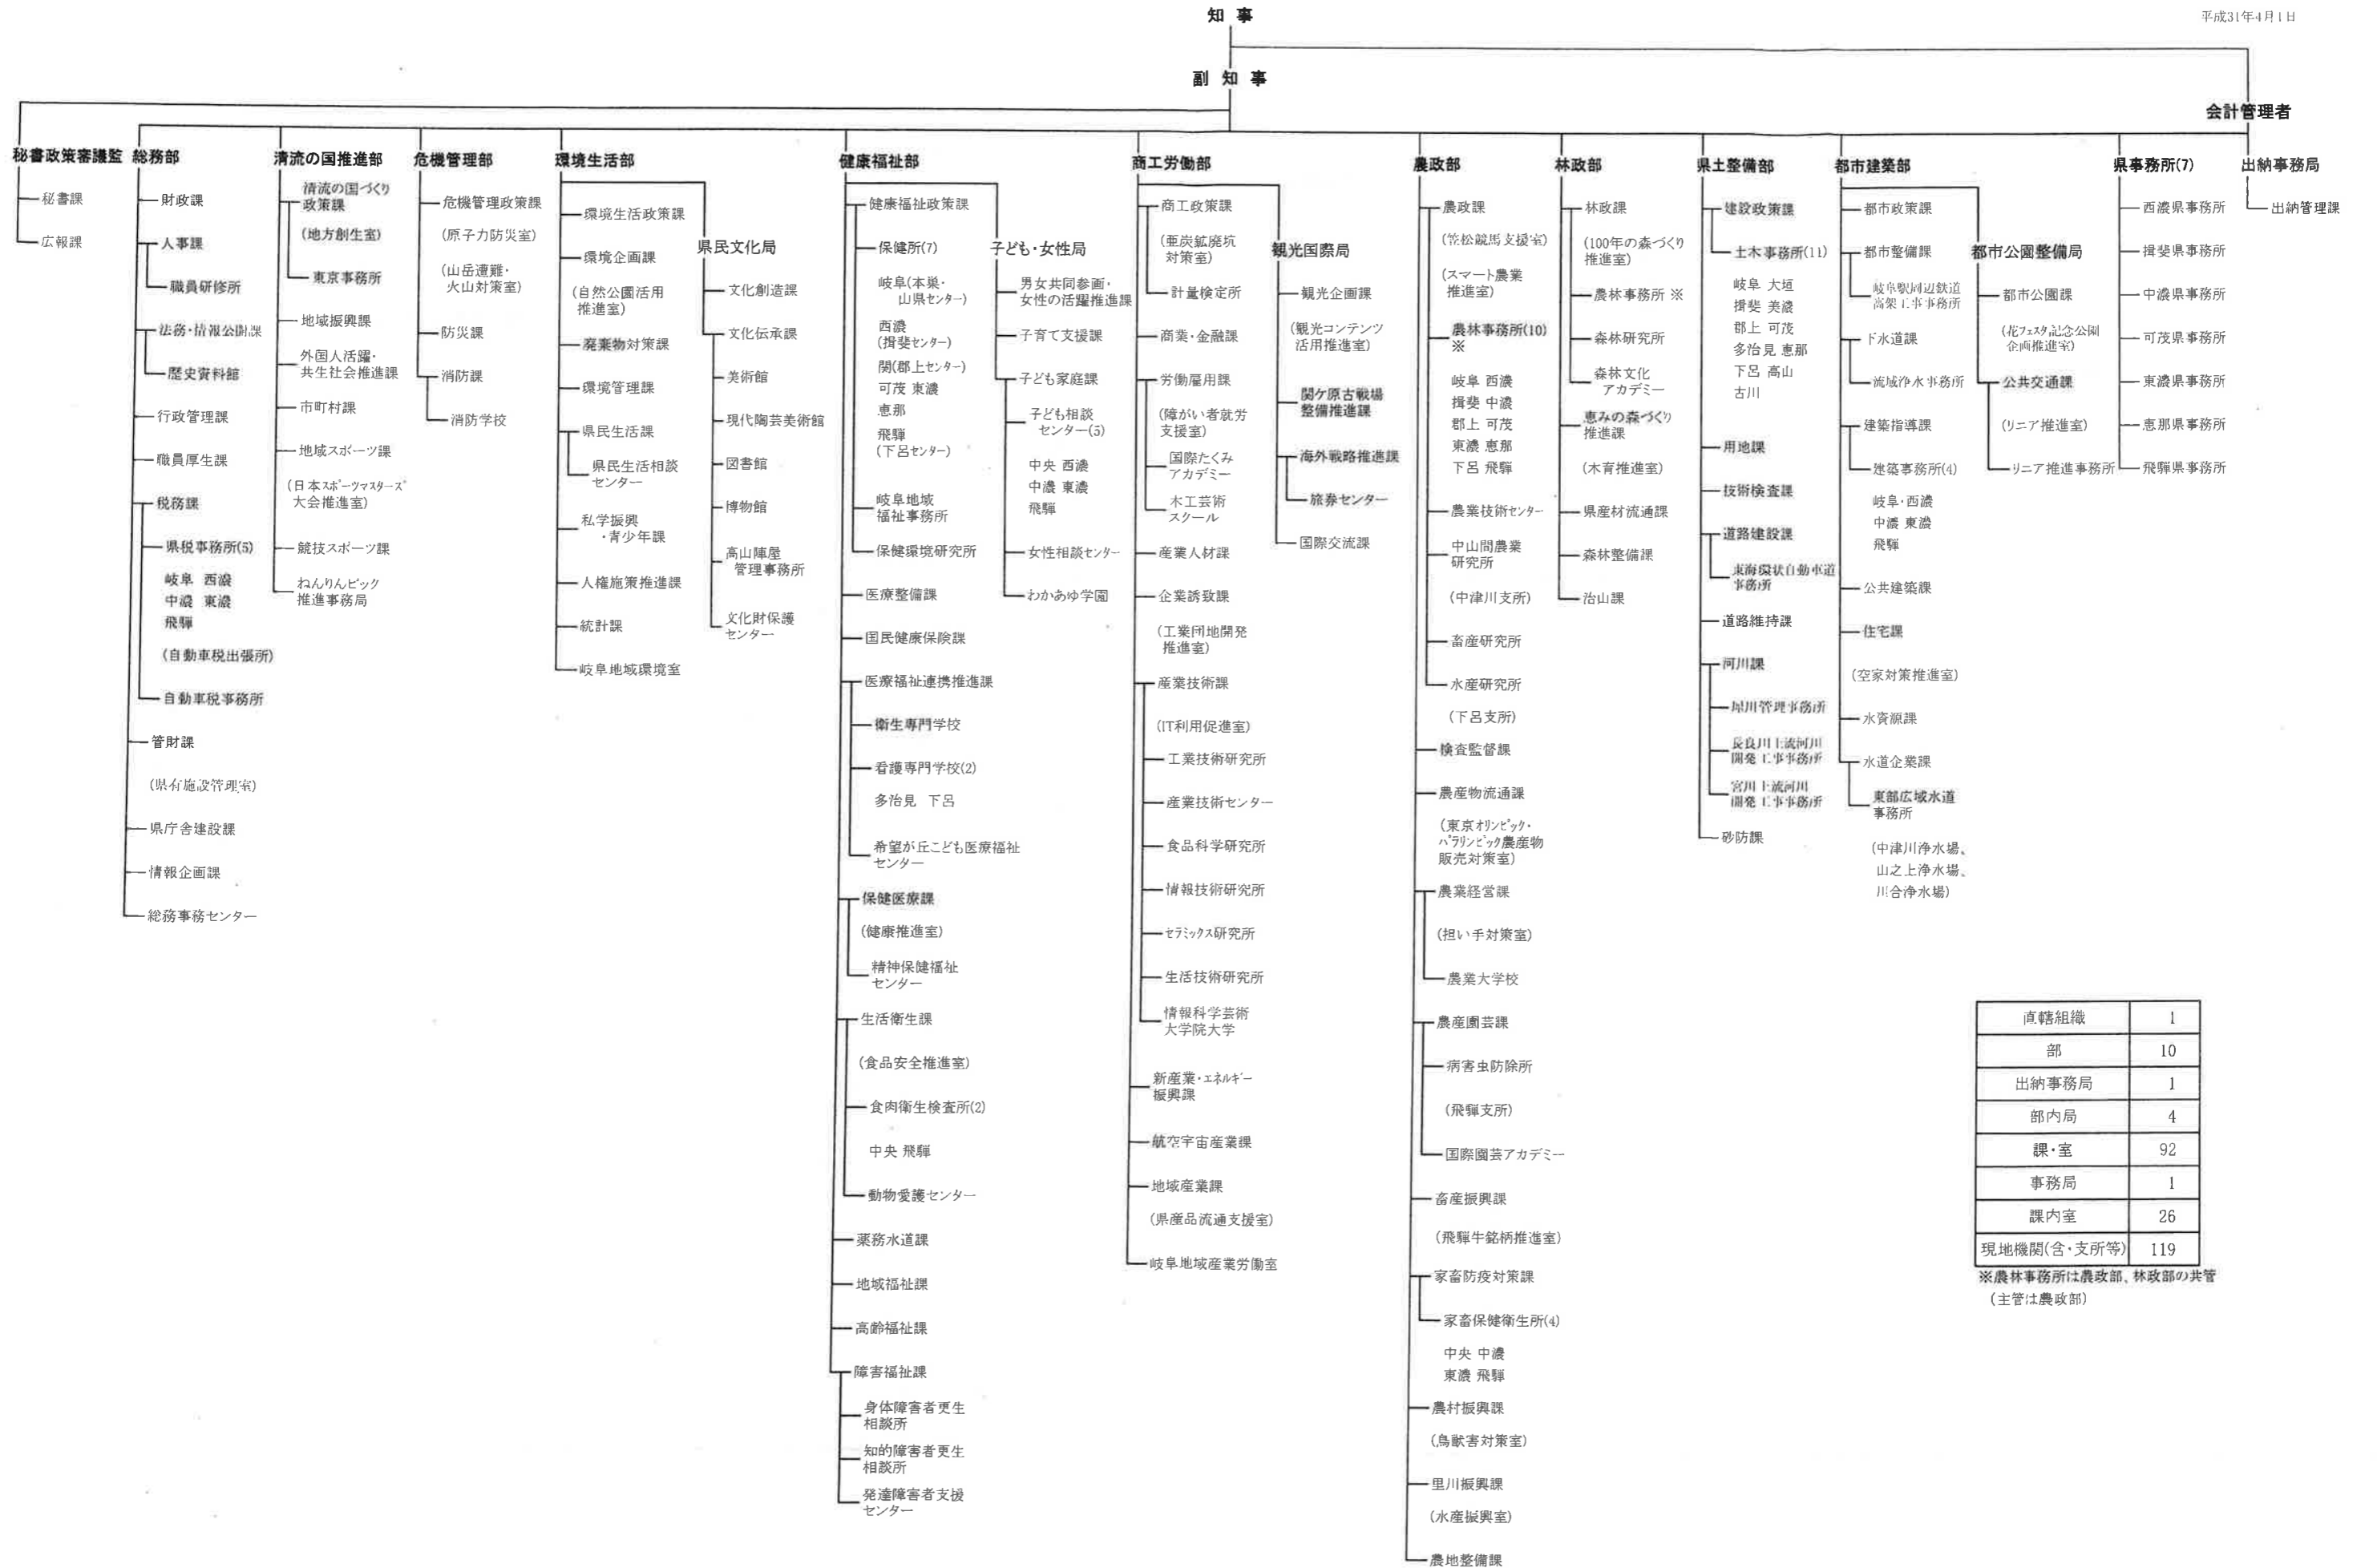 知 事
平成31年4月1日
副 知 事
会計管理者
秘書政策審議監
秘書課
広報課
総務部
財政課
人事課
職員研修所
法務・情報公開課
歴史資料館
行政管理課
職員厚生課
税務課
県税事務所(5)
岐阜 西濃
中濃 東濃
飛騨
(自動車税出張所)
自動車税事務所
管財課
(県有施設管理室)
県庁舎建設課
情報企画課
総務事務センター
清流の国推進部
清流の国づくり
政策課
(地方創生室)
東京事務所
地域振興課
外国人活躍・
共生社会推進課
市町村課
地域スポーツ課
(日本スポーツマスターズ
大会推進室)
競技スポーツ課
ねんりんピック
推進事務局
危機管理部
危機管理政策課
(原子力防災室)
(山岳遭難・
火山対策室)
防災課
消防課
消防学校
環境生活部
環境生活政策課
環境企画課
(自然公園活用
推進室)
廃棄物対策課
環境管理課
県民生活課
県民生活相談
センター
私学振興
・青少年課
人権施策推進課
統計課
岐阜地域環境室
県民文化局
文化創造課
文化伝承課
美術館
現代陶芸美術館
図書館
博物館
高山陣屋
管理事務所
文化財保護
センター
健康福祉部
健康福祉政策課
保健所(7)
岐阜(本巣・
山県センター)
西濃
(揖斐センター)
関(郡上センター)
可茂 東濃
恵那
飛騨
(下呂センター)
岐阜地域
福祉事務所
保健環境研究所
医療整備課
国民健康保険課
医療福祉連携推進課
衛生専門学校
看護専門学校(2)
多治見 下呂
希望が丘こども医療福祉
センター
保健医療課
(健康推進室)
精神保健福祉
センター
生活衛生課
(食品安全推進室)
食肉衛生検査所(2)
中央 飛騨
動物愛護センター
薬務水道課
地域福祉課
高齢福祉課
障害福祉課
身体障害者更生
相談所
知的障害者更生
相談所
発達障害者支援
センター
子ども・女性局
男女共同参画・
女性の活躍推進課
子育て支援課
子ども家庭課
子ども相談
センター(5)
中央 西濃
中濃 東濃
飛騨
女性相談センター
わかあゆ学園
商工労働部
商工政策課
(亜炭鉱廃坑
対策室)
計量検定所
商業・金融課
労働雇用課
(障がい者就労
支援室)
国際たくみ
アカデミー
木工芸術
スクール
産業人材課
企業誘致課
(工業団地開発
推進室)
産業技術課
(IT利用促進室)
工業技術研究所
産業技術センター
食品科学研究所
情報技術研究所
セラミックス研究所
生活技術研究所
情報科学芸術
大学院大学
新産業・エネルギー
振興課
航空宇宙産業課
地域産業課
(県産品流通支援室)
岐阜地域産業労働室
観光国際局
観光企画課
(観光コンテンツ
活用推進室)
関ケ原古戦場
整備推進課
海外戦略推進課
旅券センター
国際交流課
農政部
農政課
(笠松競馬支援室)
(スマート農業
推進室)
農林事務所(10)
※
岐阜 西濃
揖斐 中濃
郡上 可茂
東濃 恵那
下呂 飛騨
農業技術センター
中山間農業
研究所
(中津川支所)
畜産研究所
水産研究所
(下呂支所)
検査監督課
農産物流通課
(東京オリンピック・
パラリンピック農産物
販売対策室)
農業経営課
(担い手対策室)
農業大学校
農産園芸課
病害虫防除所
(飛騨支所)
国際園芸アカデミー
畜産振興課
(飛騨牛銘柄推進室)
家畜防疫対策課
家畜保健衛生所(4)
中央 中濃
東濃 飛騨
農村振興課
(鳥獣害対策室)
里川振興課
(水産振興室)
農地整備課
林政部
林政課
(100年の森づくり
推進室)
農林事務所 ※
森林研究所
森林文化
アカデミー
恵みの森づくり
推進課
(木育推進室)
県産材流通課
森林整備課
治山課
県土整備部
建設政策課
土木事務所(11)
岐阜 大垣
揖斐 美濃
郡上 可茂
多治見 恵那
下呂 高山
古川
用地課
技術検査課
道路建設課
東海環状自動車道
事務所
道路維持課
河川課
犀川管理事務所
長良川上流河川
開発工事事務所
宮川上流河川
開発工事事務所
砂防課
都市建築部
都市政策課
都市整備課
岐阜駅周辺鉄道
高架工事事務所
下水道課
流域浄水事務所
建築指導課
建築事務所(4)
岐阜・西濃
中濃 東濃
飛騨
公共建築課
住宅課
(空家対策推進室)
水資源課
水道企業課
東部広域水道
事務所
(中津川浄水場、
山之上浄水場、
川合浄水場)
都市公園整備局
都市公園課
(花フェスタ記念公園
企画推進室)
公共交通課
(リニア推進室)
リニア推進事務所
県事務所(7)
西濃県事務所
揖斐県事務所
中濃県事務所
可茂県事務所
東濃県事務所
恵那県事務所
飛騨県事務所
出納事務局
出納管理課
直轄組織 1
部 10
出納事務局 1
部内局 4
課・室 92
事務局 1
課内室 26
現地機関(含・支所等) 119
※農林事務所は農政部、林政部の共管
(主管は農政部)